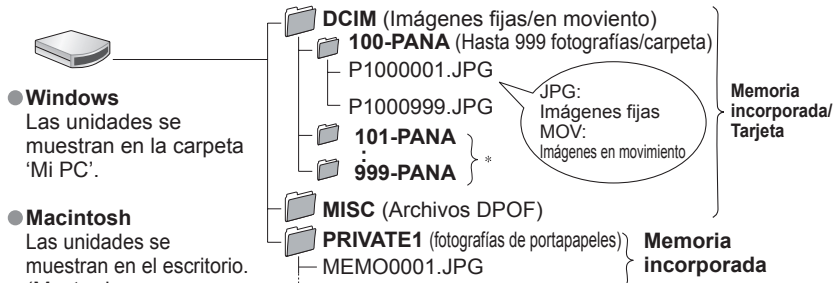 ● Windows
Las unidades se
muestran en la carpeta
‘Mi PC’.
● Macintosh
Las unidades se
muestran en el escritorio.
DCIM (Imágenes fijas/en moviento)
100-PANA (Hasta 999 fotografías/carpeta)
P1000001.JPG
P1000999.JPG
JPG:
Imágenes fijas
MOV:
Imágenes en movimiento
101-PANA
:
999-PANA
*
MISC (Archivos DPOF)
Memoria
incorporada/
Tarjeta
PRIVATE1 (fotografías de portapapeles)
MEMO0001.JPG
Memoria
incorporada